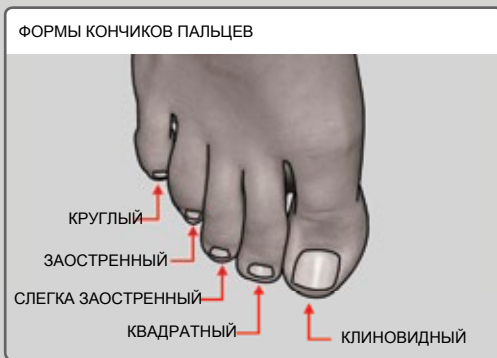 ФОРМЫ КОНЧИКОВ ПАЛЬЦЕВ
КРУГЛЫЙ
ЗАОСТРЕННЫЙ
СЛЕГКА ЗАОСТРЕННЫЙ
КВАДРАТНЫЙ
КЛИНОВИДНЫЙ